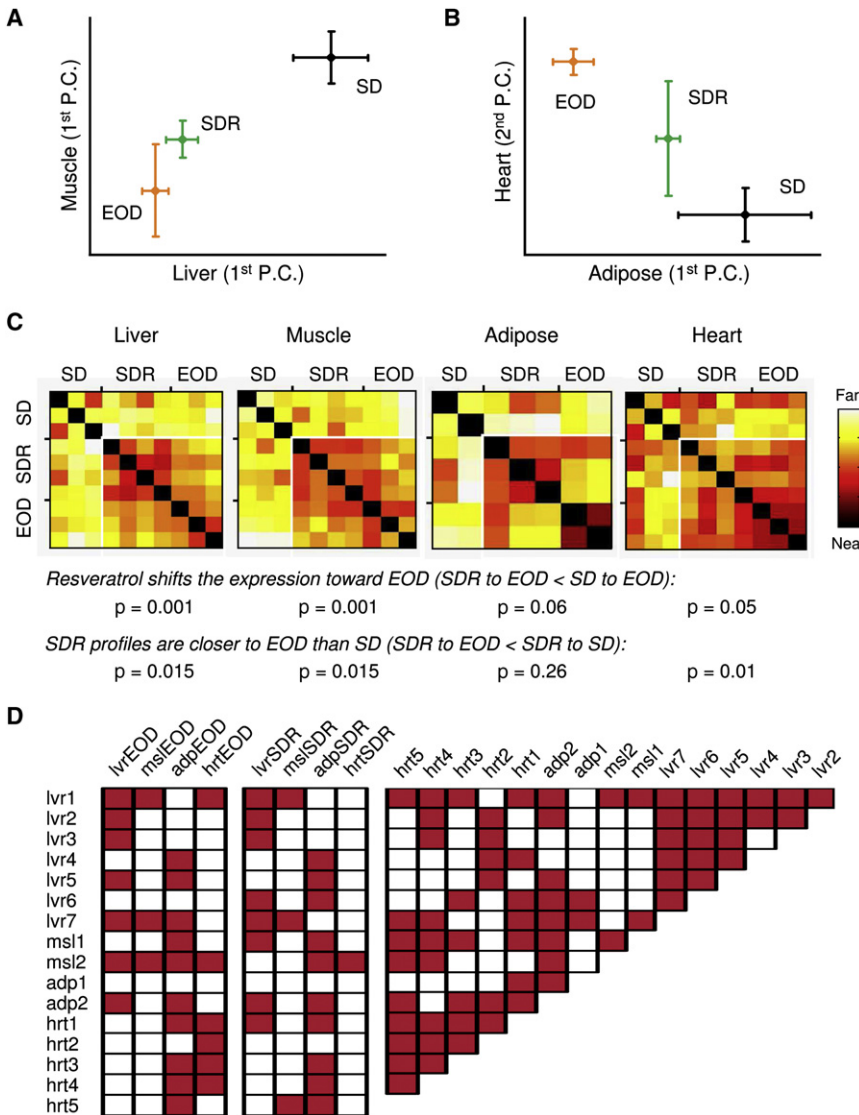 A
Muscle (1st P.C.)
SD
SDR
EOD
Liver (1st P.C.)
B
Heart (2nd P.C.)
EOD
SDR
SD
Adipose (1st P.C.)
C
Liver Muscle Adipose Heart
SD SDR EOD SD SDR EOD SD SDR EOD SD SDR EOD
SD
SDR
EOD
Far
Near
Resveratrol shifts the expression toward EOD (SDR to EOD < SD to EOD):
p = 0.001 p = 0.001 p = 0.06 p = 0.05
SDR profiles are closer to EOD than SD (SDR to EOD < SDR to SD):
p = 0.015 p = 0.015 p = 0.26 p = 0.01
D
lvrEOD mslEOD adpEOD hrtEOD lvrSDR mslSDR adpSDR hrtSDR hrt5 hrt4 hrt3 hrt2 hrt1 adp2 adp1 msl2 msl1 lvr7 lvr6 lvr5 lvr4 lvr3 lvr2
lvr1
lvr2
lvr3
lvr4
lvr5
lvr6
lvr7
msl1
msl2
adp1
adp2
hrt1
hrt2
hrt3
hrt4
hrt5